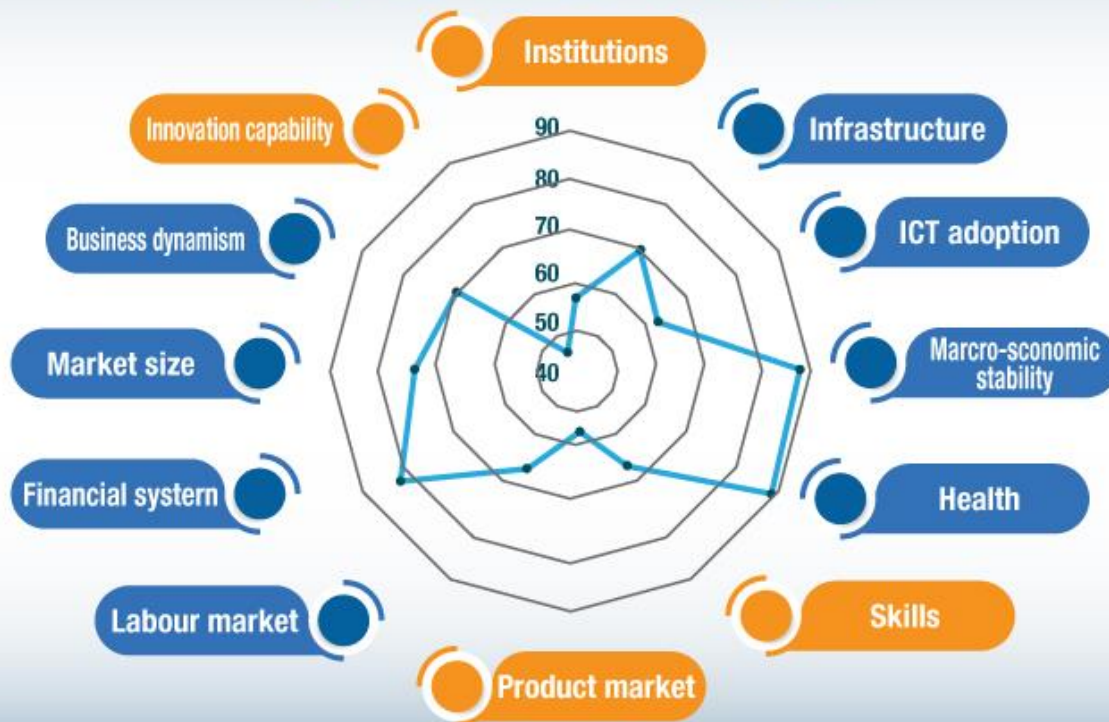 Institutions
Innovation capability
Infrastructure
90
80
70
60
50
40
Business dynamism
ICT adoption
Market size
Marcro-sconomic
stability
Financial systern
Health
Labour market
Skills
Product market